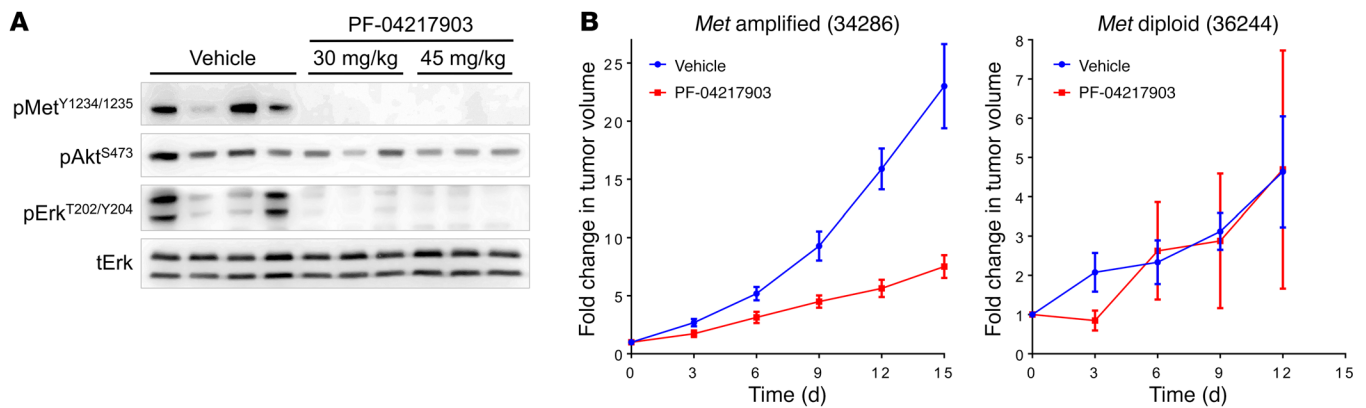 A
PF-04217903
Vehicle 30 mg/kg 45 mg/kg
pMetY1234/1235
pAktS473
pErkT202/Y204
tErk
B
Met amplified (34286)
Fold change in tumor volume
25
20
15
10
5
0
Vehicle
PF-04217903
0 3 6 9 12 15
Time (d)
Met diploid (36244)
Fold change in tumor volume
8
7
6
5
4
3
2
1
0
Vehicle
PF-04217903
0 3 6 9 12 15
Time (d)